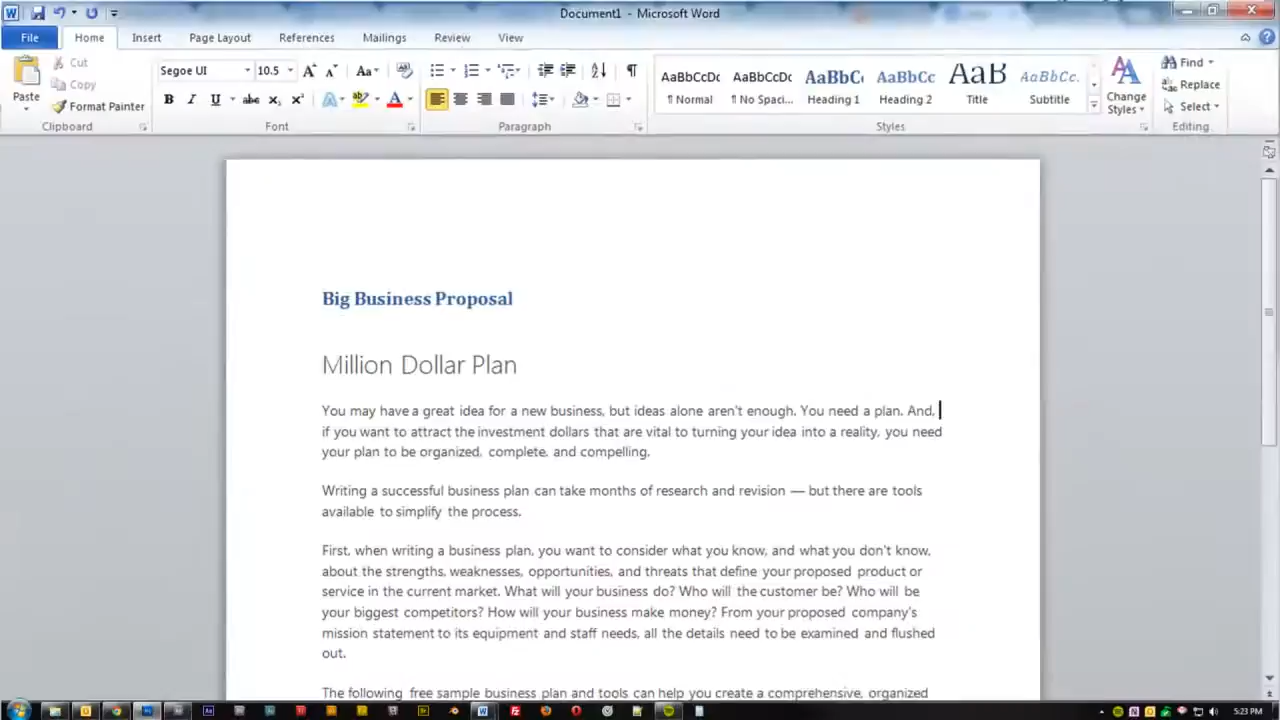 Document1 - Microsoft Word
File Home Insert Page Layout References Mailings Review View
Paste
Cut
Copy
Format Painter
Clipboard
Segoe UI 10.5
Font
Paragraph
AaBbCcDc AaBbCcDc AaBbCc AaBbCc AaB AaBbCc.
¶ Normal ¶ No Spaci... Heading 1 Heading 2 Title Subtitle
Styles
Change Styles
Find
Replace
Select
Editing
Big Business Proposal
Million Dollar Plan
You may have a great idea for a new business, but ideas alone aren't enough. You need a plan. And,
if you want to attract the investment dollars that are vital to turning your idea into a reality, you need
your plan to be organized, complete, and compelling.
Writing a successful business plan can take months of research and revision — but there are tools
available to simplify the process.
First, when writing a business plan, you want to consider what you know, and what you don't know,
about the strengths, weaknesses, opportunities, and threats that define your proposed product or
service in the current market. What will your business do? Who will the customer be? Who will be
your biggest competitors? How will your business make money? From your proposed company's
mission statement to its equipment and staff needs, all the details need to be examined and flushed
out.
The following free sample business plan and tools can help you create a comprehensive, organized
5:23 PM